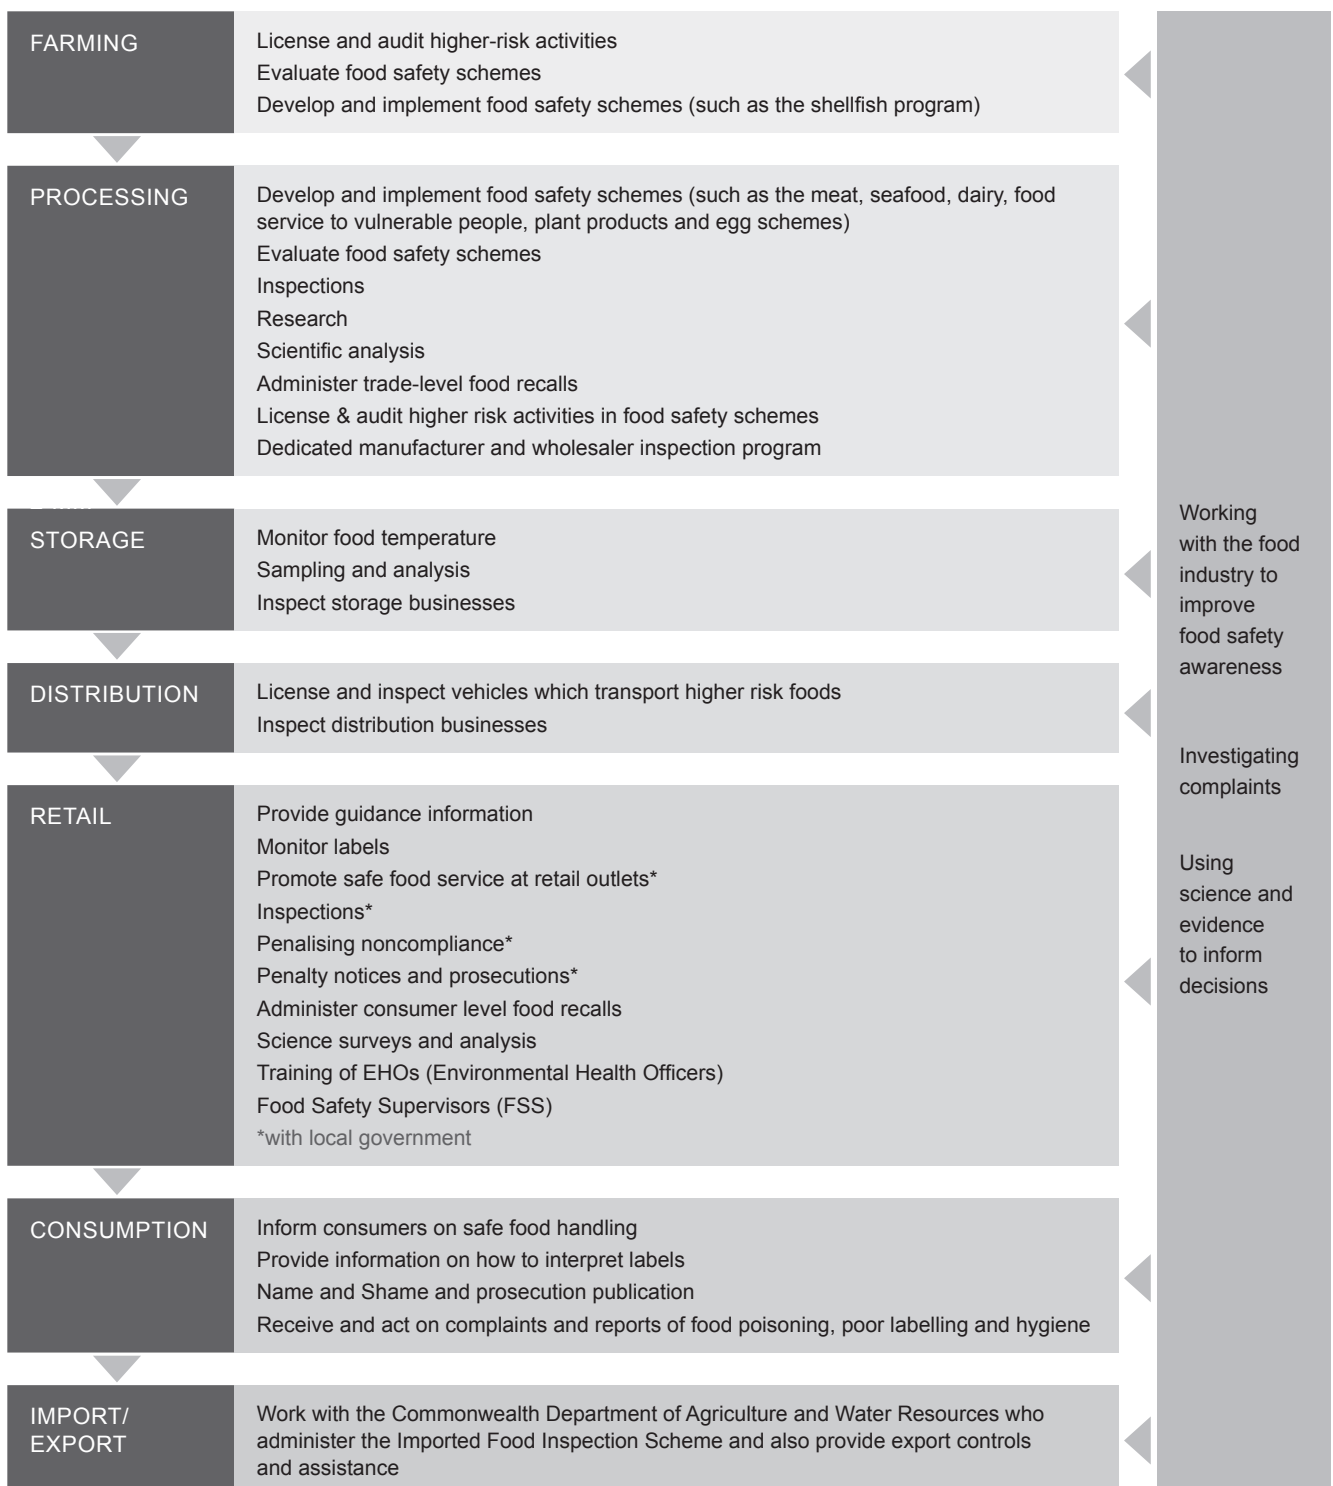 FARMING
License and audit higher-risk activities
Evaluate food safety schemes
Develop and implement food safety schemes (such as the shellfish program)
PROCESSING
Develop and implement food safety schemes (such as the meat, seafood, dairy, food
service to vulnerable people, plant products and egg schemes)
Evaluate food safety schemes
Inspections
Research
Scientific analysis
Administer trade-level food recalls
License & audit higher risk activities in food safety schemes
Dedicated manufacturer and wholesaler inspection program
STORAGE
Monitor food temperature
Sampling and analysis
Inspect storage businesses
DISTRIBUTION
License and inspect vehicles which transport higher risk foods
Inspect distribution businesses
RETAIL
Provide guidance information
Monitor labels
Promote safe food service at retail outlets*
Inspections*
Penalising noncompliance*
Penalty notices and prosecutions*
Administer consumer level food recalls
Science surveys and analysis
Training of EHOs (Environmental Health Officers)
Food Safety Supervisors (FSS)
*with local government
CONSUMPTION
Inform consumers on safe food handling
Provide information on how to interpret labels
Name and Shame and prosecution publication
Receive and act on complaints and reports of food poisoning, poor labelling and hygiene
IMPORT/
EXPORT
Work with the Commonwealth Department of Agriculture and Water Resources who
administer the Imported Food Inspection Scheme and also provide export controls
and assistance
Working
with the food
industry to
improve
food safety
awareness
Investigating
complaints
Using
science and
evidence
to inform
decisions